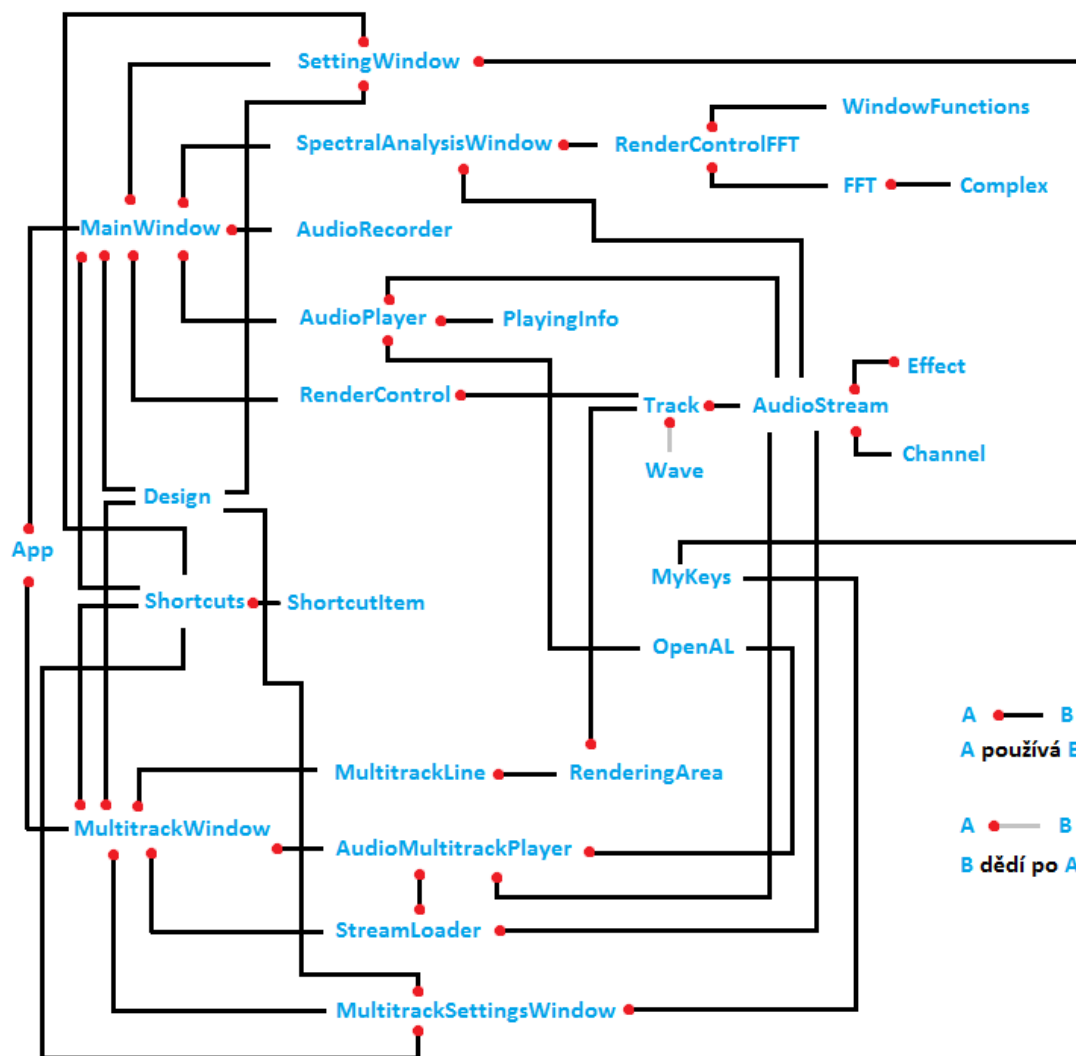 SettingWindow
WindowFunctions
SpectralAnalysisWindow
RenderControlFFT
FFT
Complex
MainWindow
AudioRecorder
AudioPlayer
PlayingInfo
Effect
RenderControl
Track
AudioStream
Channel
Wave
Design
App
MyKeys
Shortcuts
ShortcutItem
OpenAL
A B
A používá B
MultitrackLine
RenderingArea
MultitrackWindow
A B
AudioMultitrackPlayer
B dědí po A
StreamLoader
MultitrackSettingsWindow